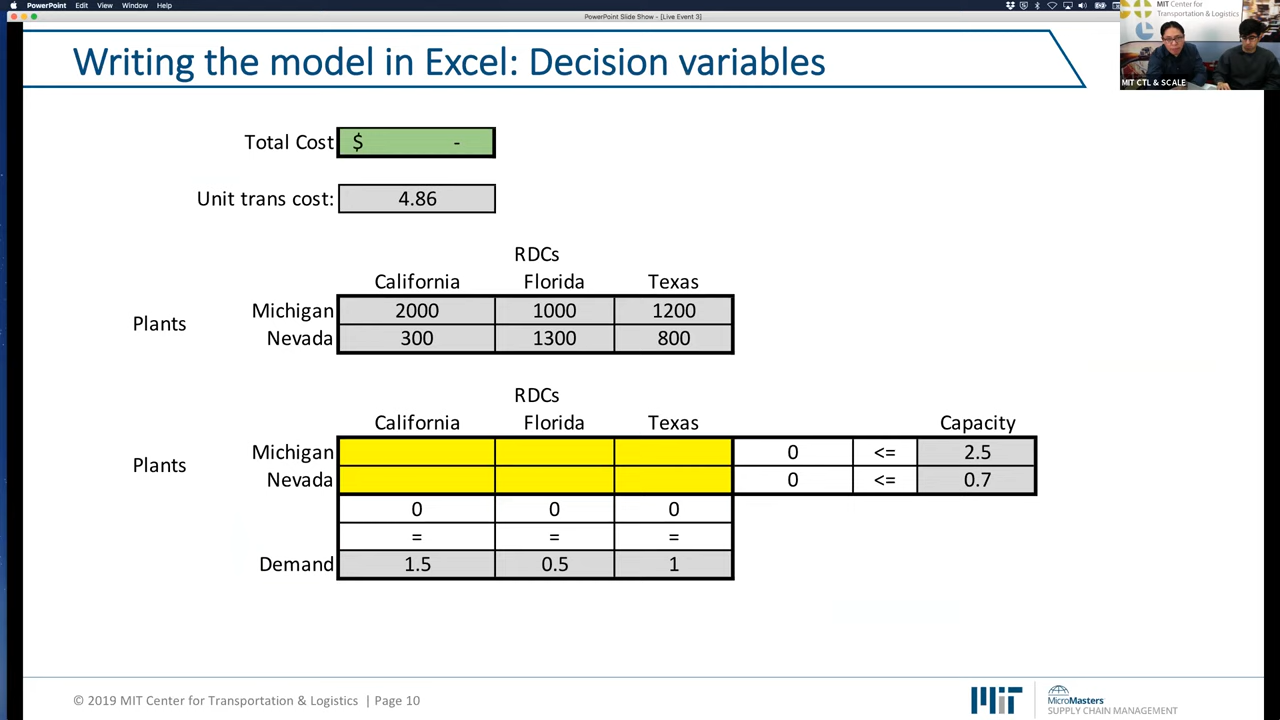 PowerPoint Edit View Window Help
PowerPoint Slide Show - [Live Event 3]
MIT Center for
Transportation & Logistics
MIT CTL & SCALE
Writing the model in Excel: Decision variables
Total Cost $ -
Unit trans cost: 4.86
RDCs
California Florida Texas
Plants
Michigan 2000 1000 1200
Nevada 300 1300 800
RDCs
California Florida Texas Capacity
Plants
Michigan 0 <= 2.5
Nevada 0 <= 0.7
0 0 0
= = =
Demand 1.5 0.5 1
© 2019 MIT Center for Transportation & Logistics | Page 10
MIT
MicroMasters
SUPPLY CHAIN MANAGEMENT